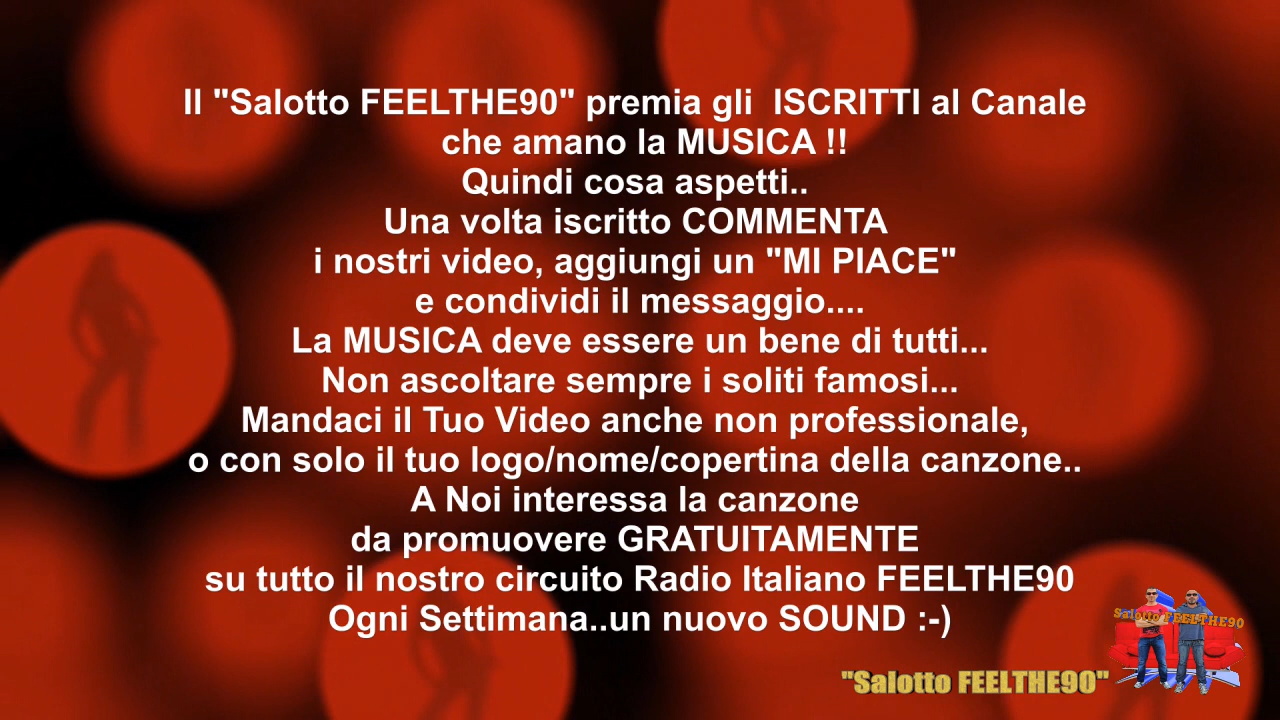 Il "Salotto FEELTHE90" premia gli  ISCRITTI al Canale
che amano la MUSICA !!
Quindi cosa aspetti..
Una volta iscritto COMMENTA
i nostri video, aggiungi un "MI PIACE"
e condividi il messaggio....
La MUSICA deve essere un bene di tutti...
Non ascoltare sempre i soliti famosi...
Mandaci il Tuo Video anche non professionale,
o con solo il tuo logo/nome/copertina della canzone..
A Noi interessa la canzone
da promuovere GRATUITAMENTE
su tutto il nostro circuito Radio Italiano FEELTHE90
Ogni Settimana..un nuovo SOUND :-)
Salotto FEELTHE90
"Salotto FEELTHE90"